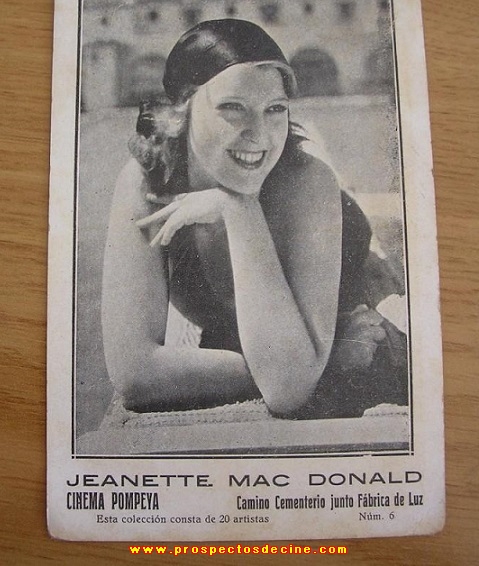 JEANETTE MAC DONALD
CINEMA POMPEYA Camino Cementerio junto Fábrica de Luz
Esta colección consta de 20 artistas Núm. 6
www.prospectosdecine.com